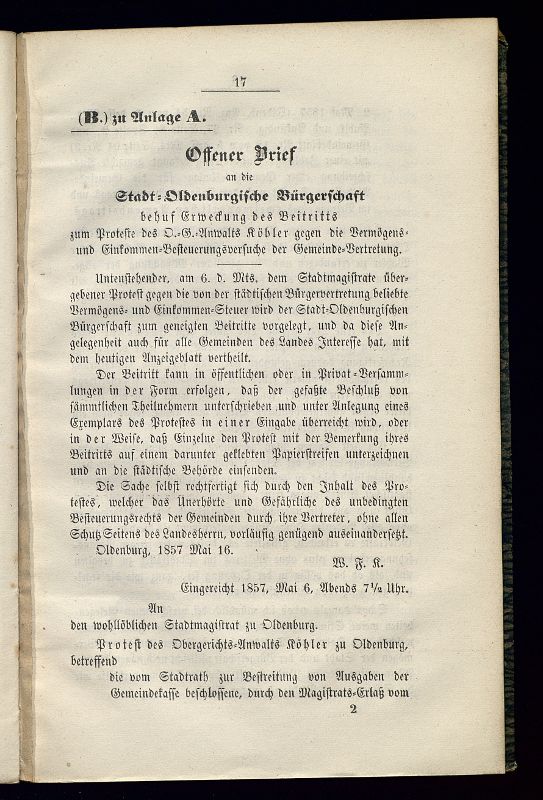 17
(B.) zu Anlage A.
Offener Brief
an die
Stadt-Oldenburgische Bürgerschaft
behuf Erweckung des Beitritts
zum Proteste des O.-G.-Anwalts Köhler gegen die Vermögens-
und Einkommen-Besteuerungsversuche der Gemeinde-Vertretung.
Untenstehender, am 6. d. Mts. dem Stadtmagistrate über-
gebener Protest gegen die von der städtischen Bürgervertretung beliebte
Vermögens- und Einkommen-Steuer wird der Stadt-Oldenburgischen
Bürgerschaft zum geneigten Beitritte vorgelegt, und da diese An-
gelegenheit auch für alle Gemeinden des Landes Interesse hat, mit
dem heutigen Anzeigeblatt vertheilt.
Der Beitritt kann in öffentlichen oder in Privat-Versamm-
lungen in der Form erfolgen, daß der gefaßte Beschluß von
sämmtlichen Theilnehmern unterschrieben und unter Anlegung eines
Exemplars des Protestes in einer Eingabe überreicht wird, oder
in der Weise, daß Einzelne den Protest mit der Bemerkung ihres
Beitritts auf einem darunter geklebten Papierstreifen unterzeichnen
und an die städtische Behörde einsenden.
Die Sache selbst rechtfertigt sich durch den Inhalt des Pro-
testes, welcher das Unerhörte und Gefährliche des unbedingten
Besteuerungsrechts der Gemeinden durch ihre Vertreter, ohne allen
Schutz Seitens des Landesherrn, vorläufig genügend auseinandersetzt.
Oldenburg, 1857 Mai 16.
W. F. K.
Eingereicht 1857, Mai 6, Abends 7½ Uhr.
An
den wohllöblichen Stadtmagistrat zu Oldenburg.
Protest des Obergerichts-Anwalts Köhler zu Oldenburg,
betreffend
die vom Stadtrath zur Bestreitung von Ausgaben der
Gemeindekasse beschlossene, durch den Magistrats-Erlaß vom
2